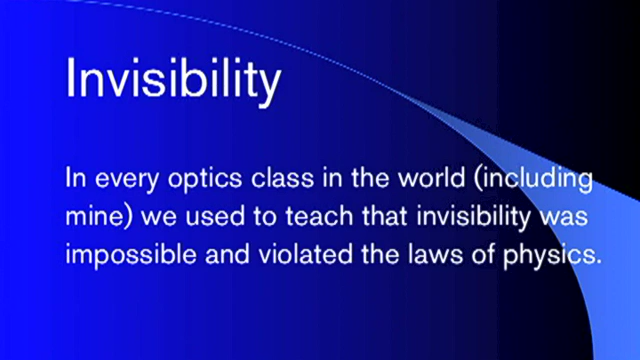 Invisibility
In every optics class in the world (including
mine) we used to teach that invisibility was
impossible and violated the laws of physics.